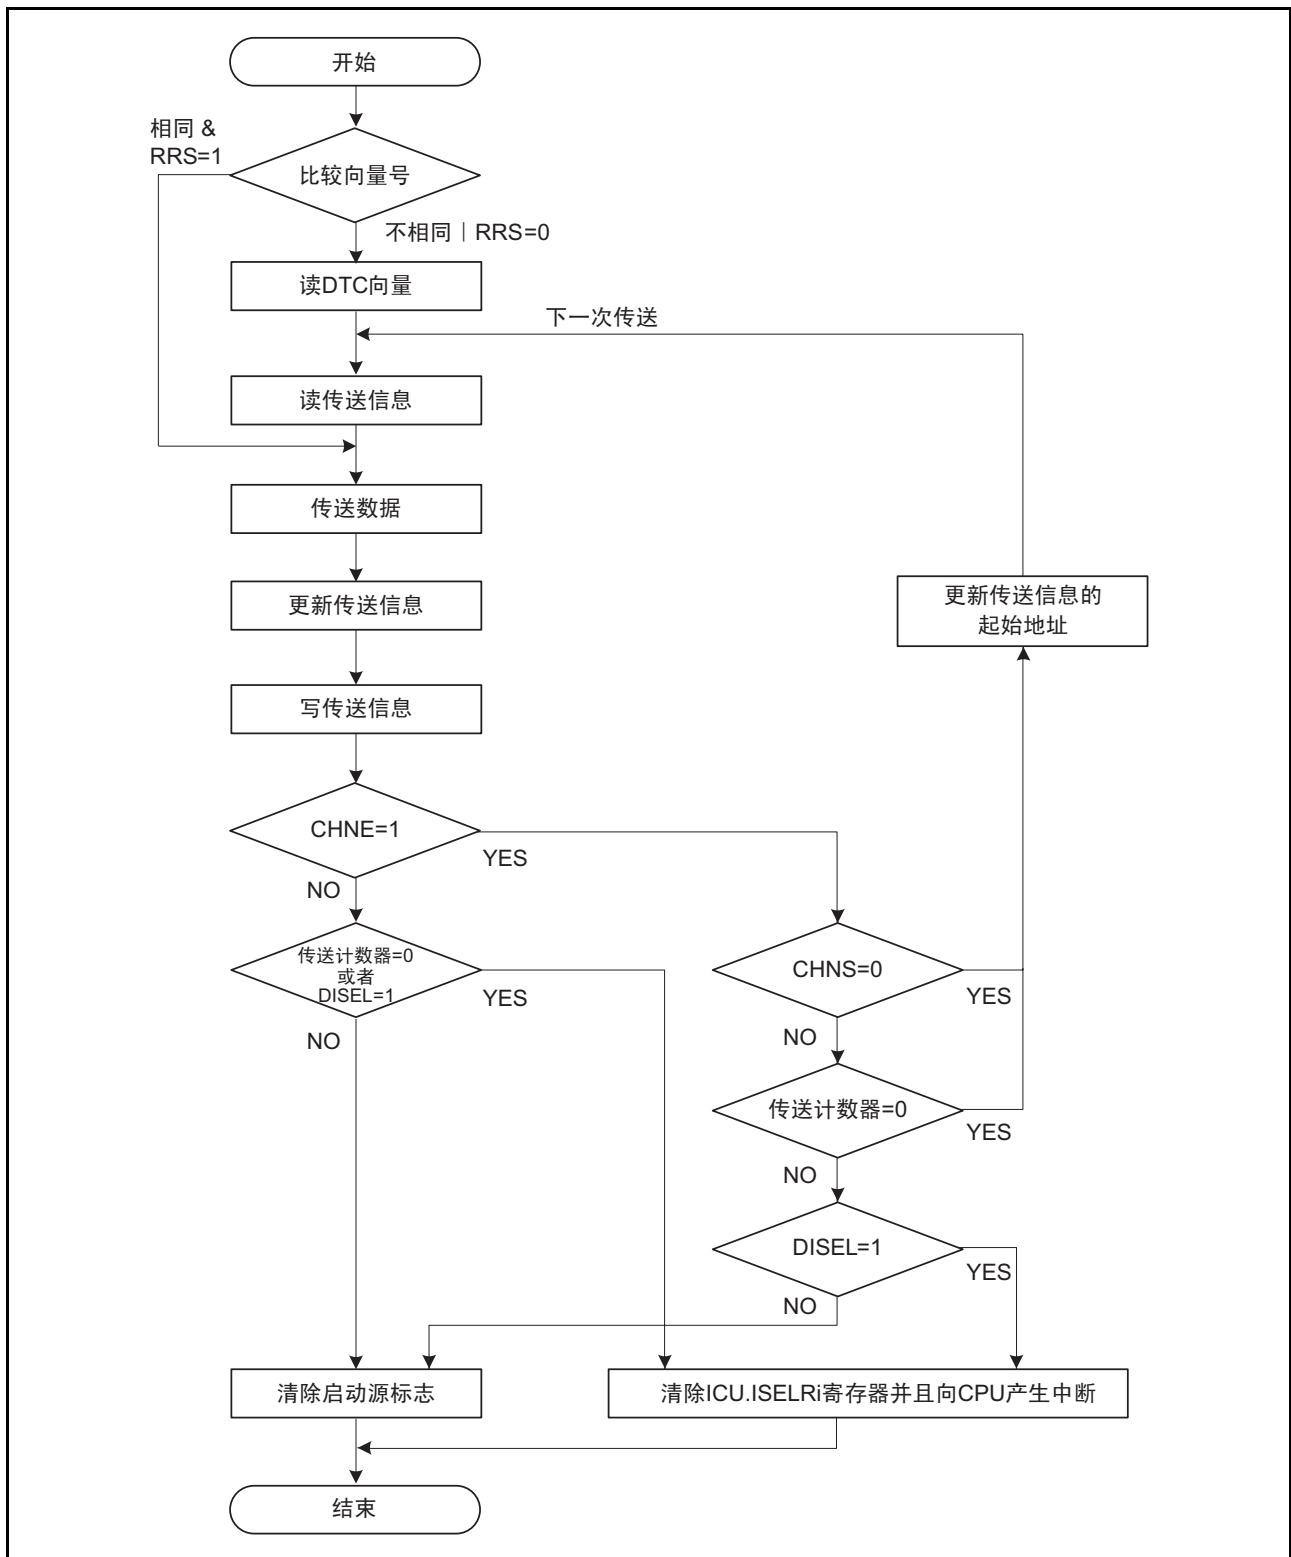 开始
相同 &
RRS=1
比较向量号
不相同｜RRS=0
读DTC向量
下一次传送
读传送信息
传送数据
更新传送信息
更新传送信息的
起始地址
写传送信息
CHNE=1
YES
NO
传送计数器=0
或者
DISEL=1
YES
NO
CHNS=0
YES
NO
传送计数器=0
YES
NO
DISEL=1
YES
NO
清除启动源标志
清除ICU.ISELRi寄存器并且向CPU产生中断
结束